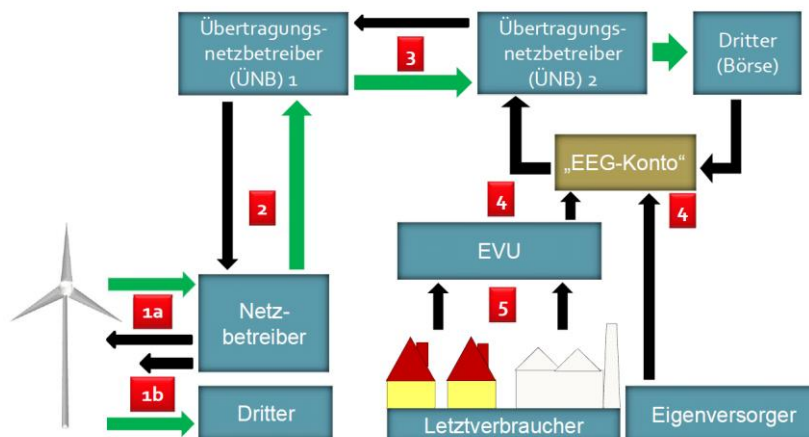 Übertragungs-
netzbetreiber
(ÜNB) 1
3
Übertragungs-
netzbetreiber
(ÜNB) 2
Dritter
(Börse)
„EEG-Konto“
2
4
4
EVU
1a
Netz-
betreiber
5
1b
Dritter
Letztverbraucher
Eigenversorger